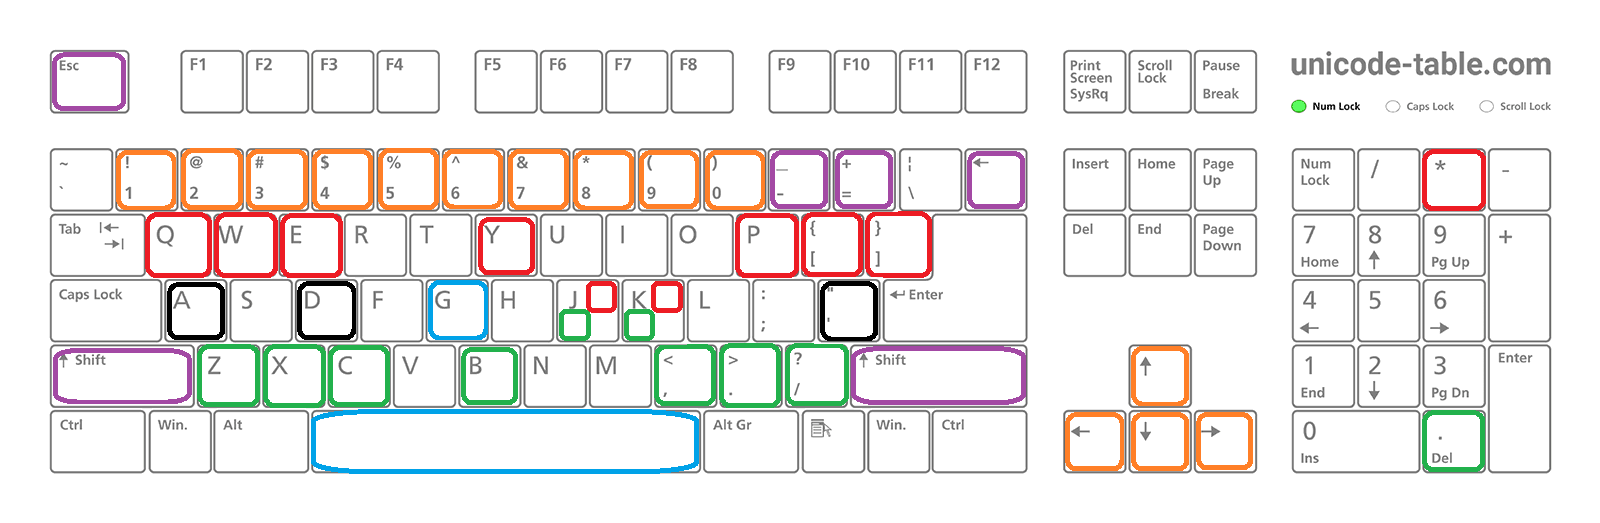 Esc F1 F2 F3 F4 F5 F6 F7 F8 F9 F10 F11 F12 Print Screen SysRq Scroll Lock Pause Break
unicode-table.com
Num Lock Caps Lock Scroll Lock
~ ` ! 1 @ 2 # 3 $ 4 % 5 ^ 6 & 7 * 8 ( 9 ) 0 _ - + = ¦ \ ← Insert Home Page Up Num Lock / * -
Tab |← →| Q W E R T Y U I O P { [ } ] Del End Page Down 7 Home 8 ↑ 9 Pg Up +
Caps Lock A S D F G H J K L : ; " ' ↵ Enter 4 ← 5 6 →
↑ Shift Z X C V B N M < , > . ? / ↑ Shift ↑ 1 End 2 ↓ 3 Pg Dn Enter
Ctrl Win. Alt Alt Gr Win. Ctrl ← ↓ → 0 Ins . Del